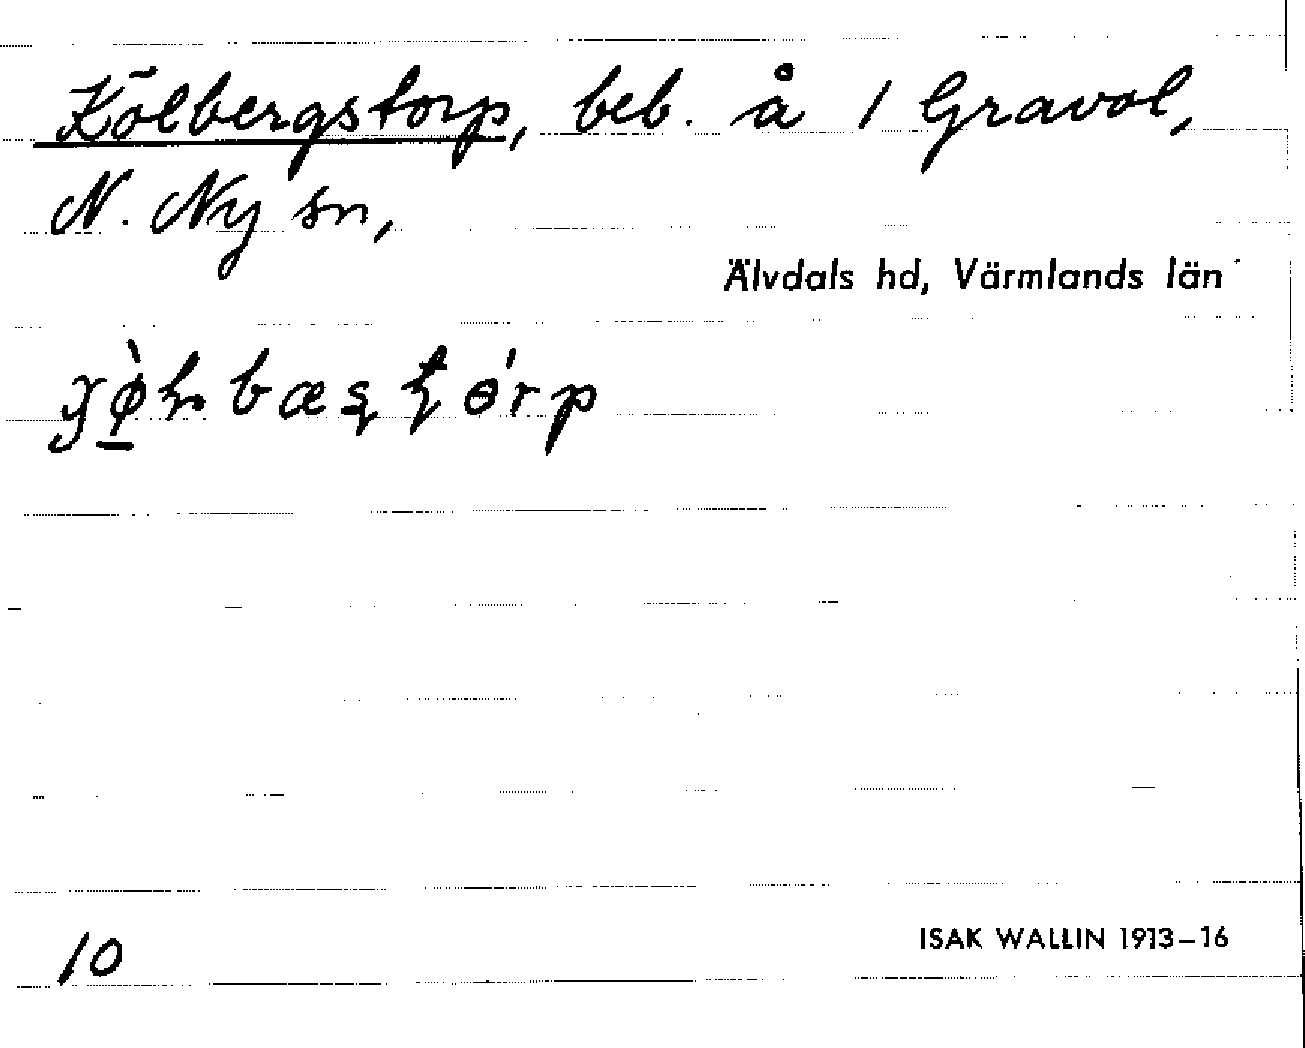 Kölbergstorp, beb. å 1 Gravol,
N. Ny sn,
Älvdals hd, Värmlands län
10
ISAK WALLIN 1913–16